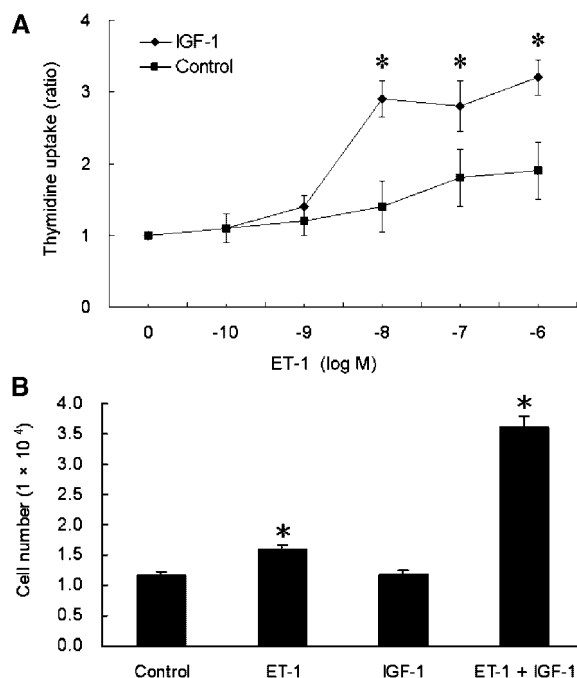 A
IGF-1
Control
Thymidine uptake (ratio)
4
3
2
1
0
0 -10 -9 -8 -7 -6
ET-1 (log M)
* * *
B
Cell number (1 × 10⁴)
4.0
3.5
3.0
2.5
2.0
1.5
1.0
0.5
0.0
* *
Control ET-1 IGF-1 ET-1 + IGF-1